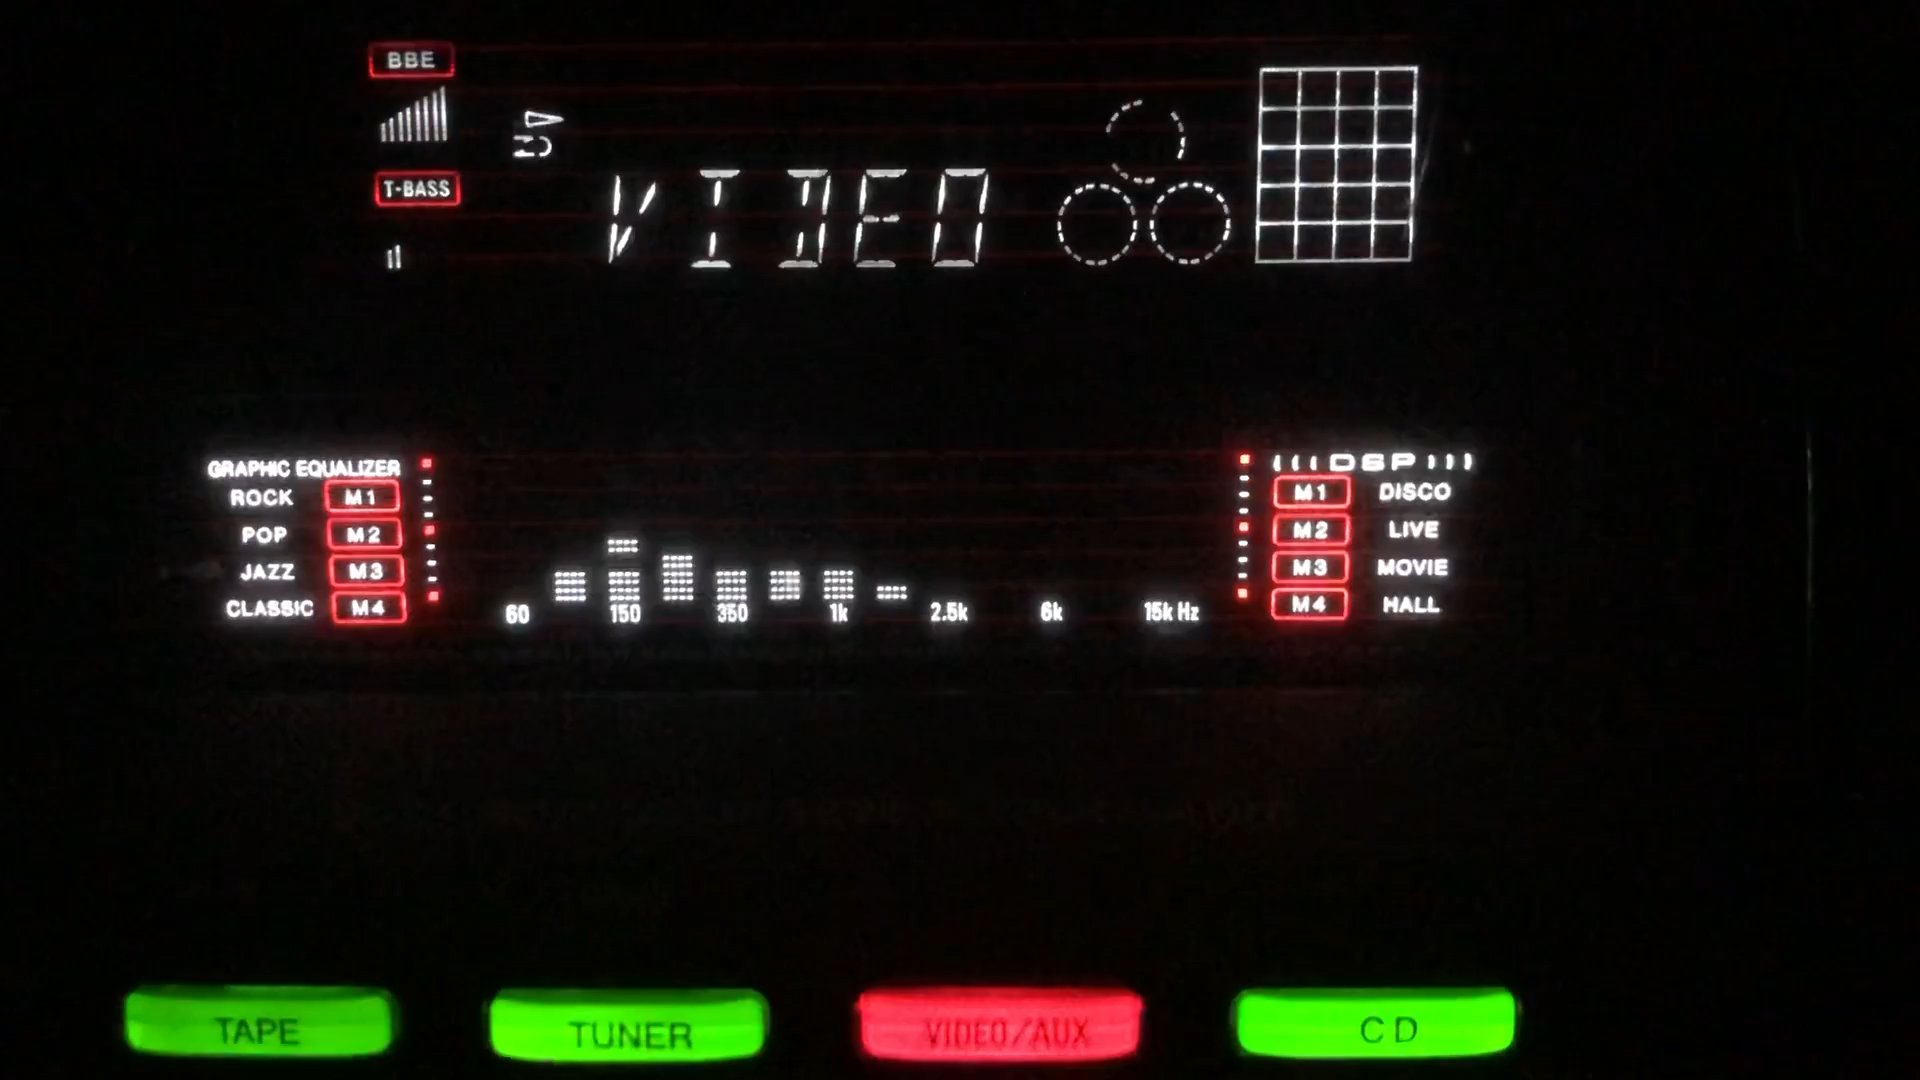 BBE
T-BASS
VIDEO
GRAPHIC EQUALIZER
ROCK M1
POP M2
JAZZ M3
CLASSIC M4
60 150 350 1k 2.5k 6k 15k Hz
DSP
M1 DISCO
M2 LIVE
M3 MOVIE
M4 HALL
TAPE TUNER VIDEO/AUX CD